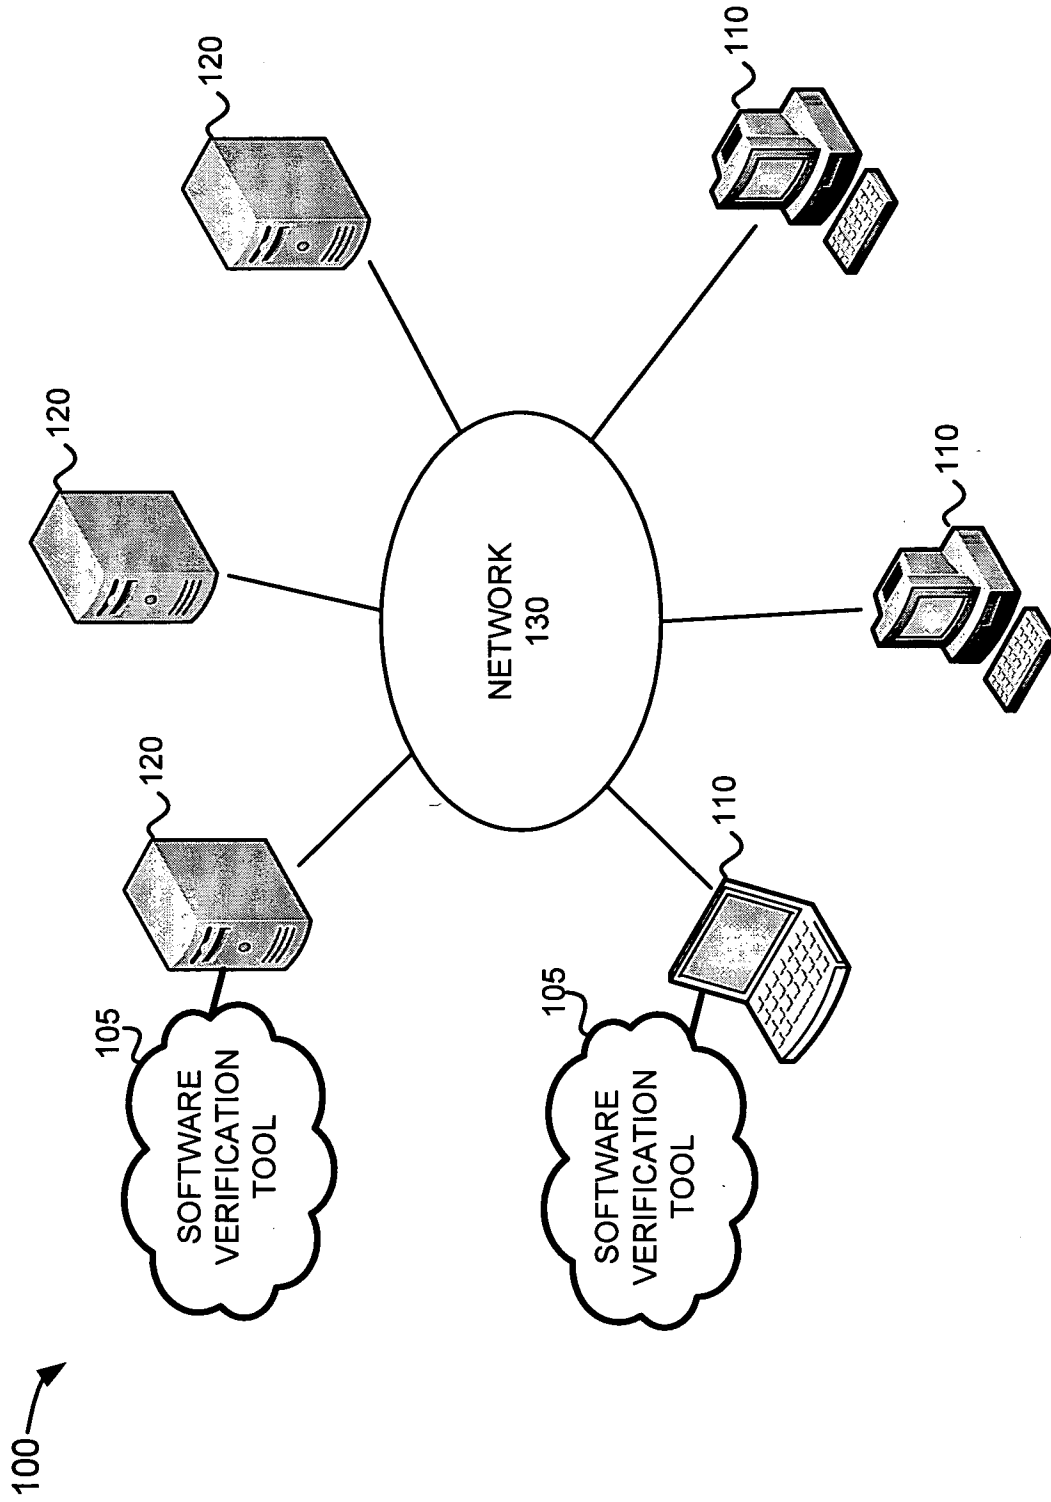 100
105
SOFTWARE
VERIFICATION
TOOL
120
120
120
NETWORK
130
105
SOFTWARE
VERIFICATION
TOOL
110
110
110